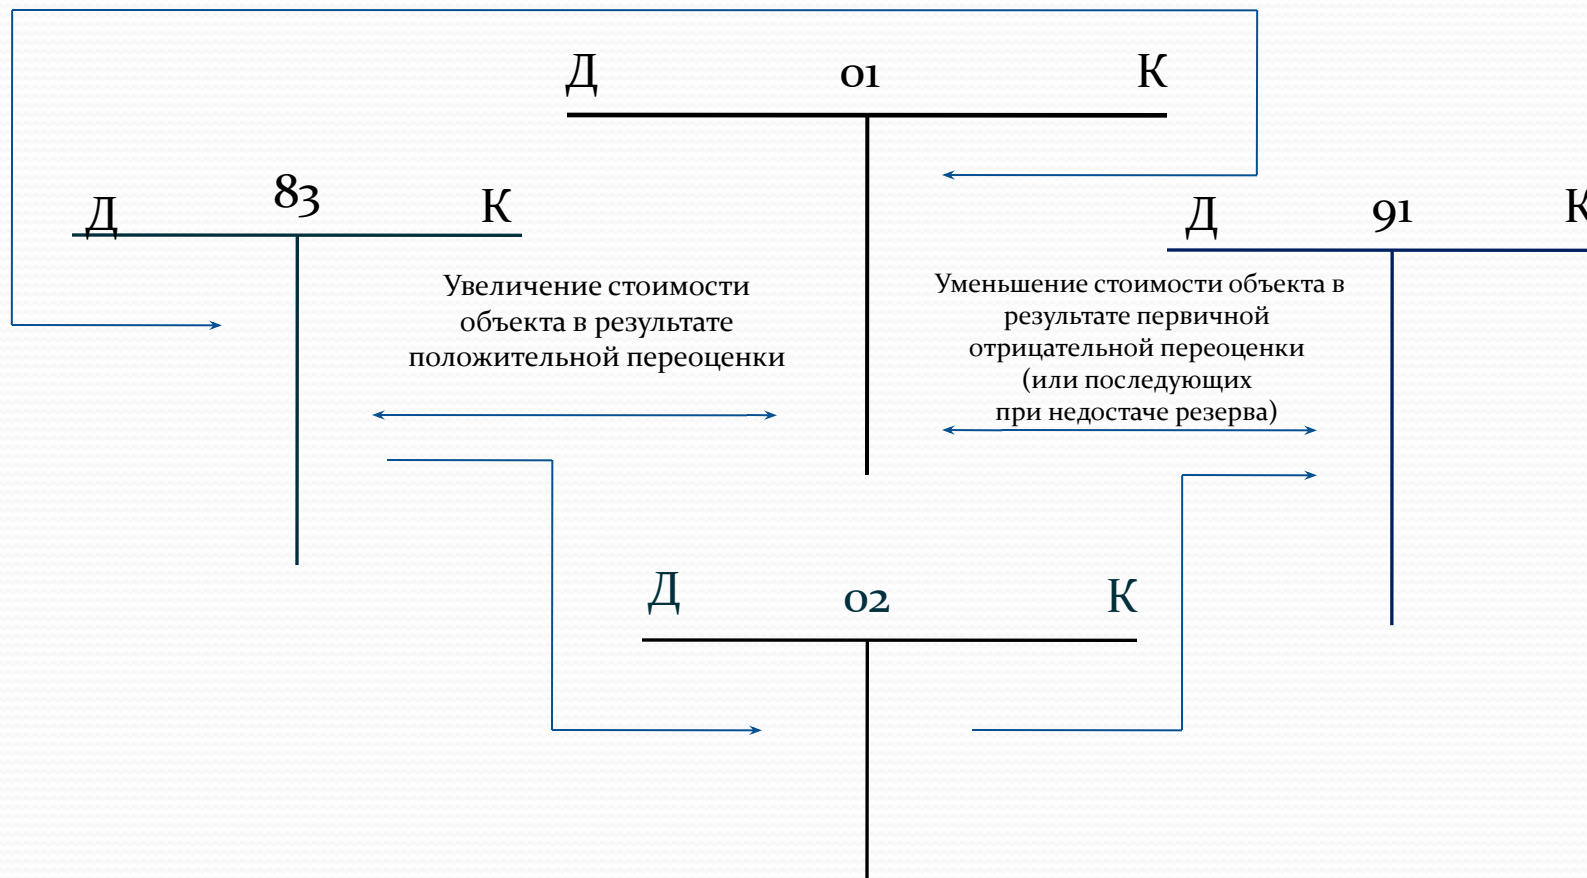 Д 01 К
Д 83 К
Д 91 К
Увеличение стоимости
объекта в результате
положительной переоценки
Уменьшение стоимости объекта в
результате первичной
отрицательной переоценки
(или последующих
при недостаче резерва)
Д 02 К